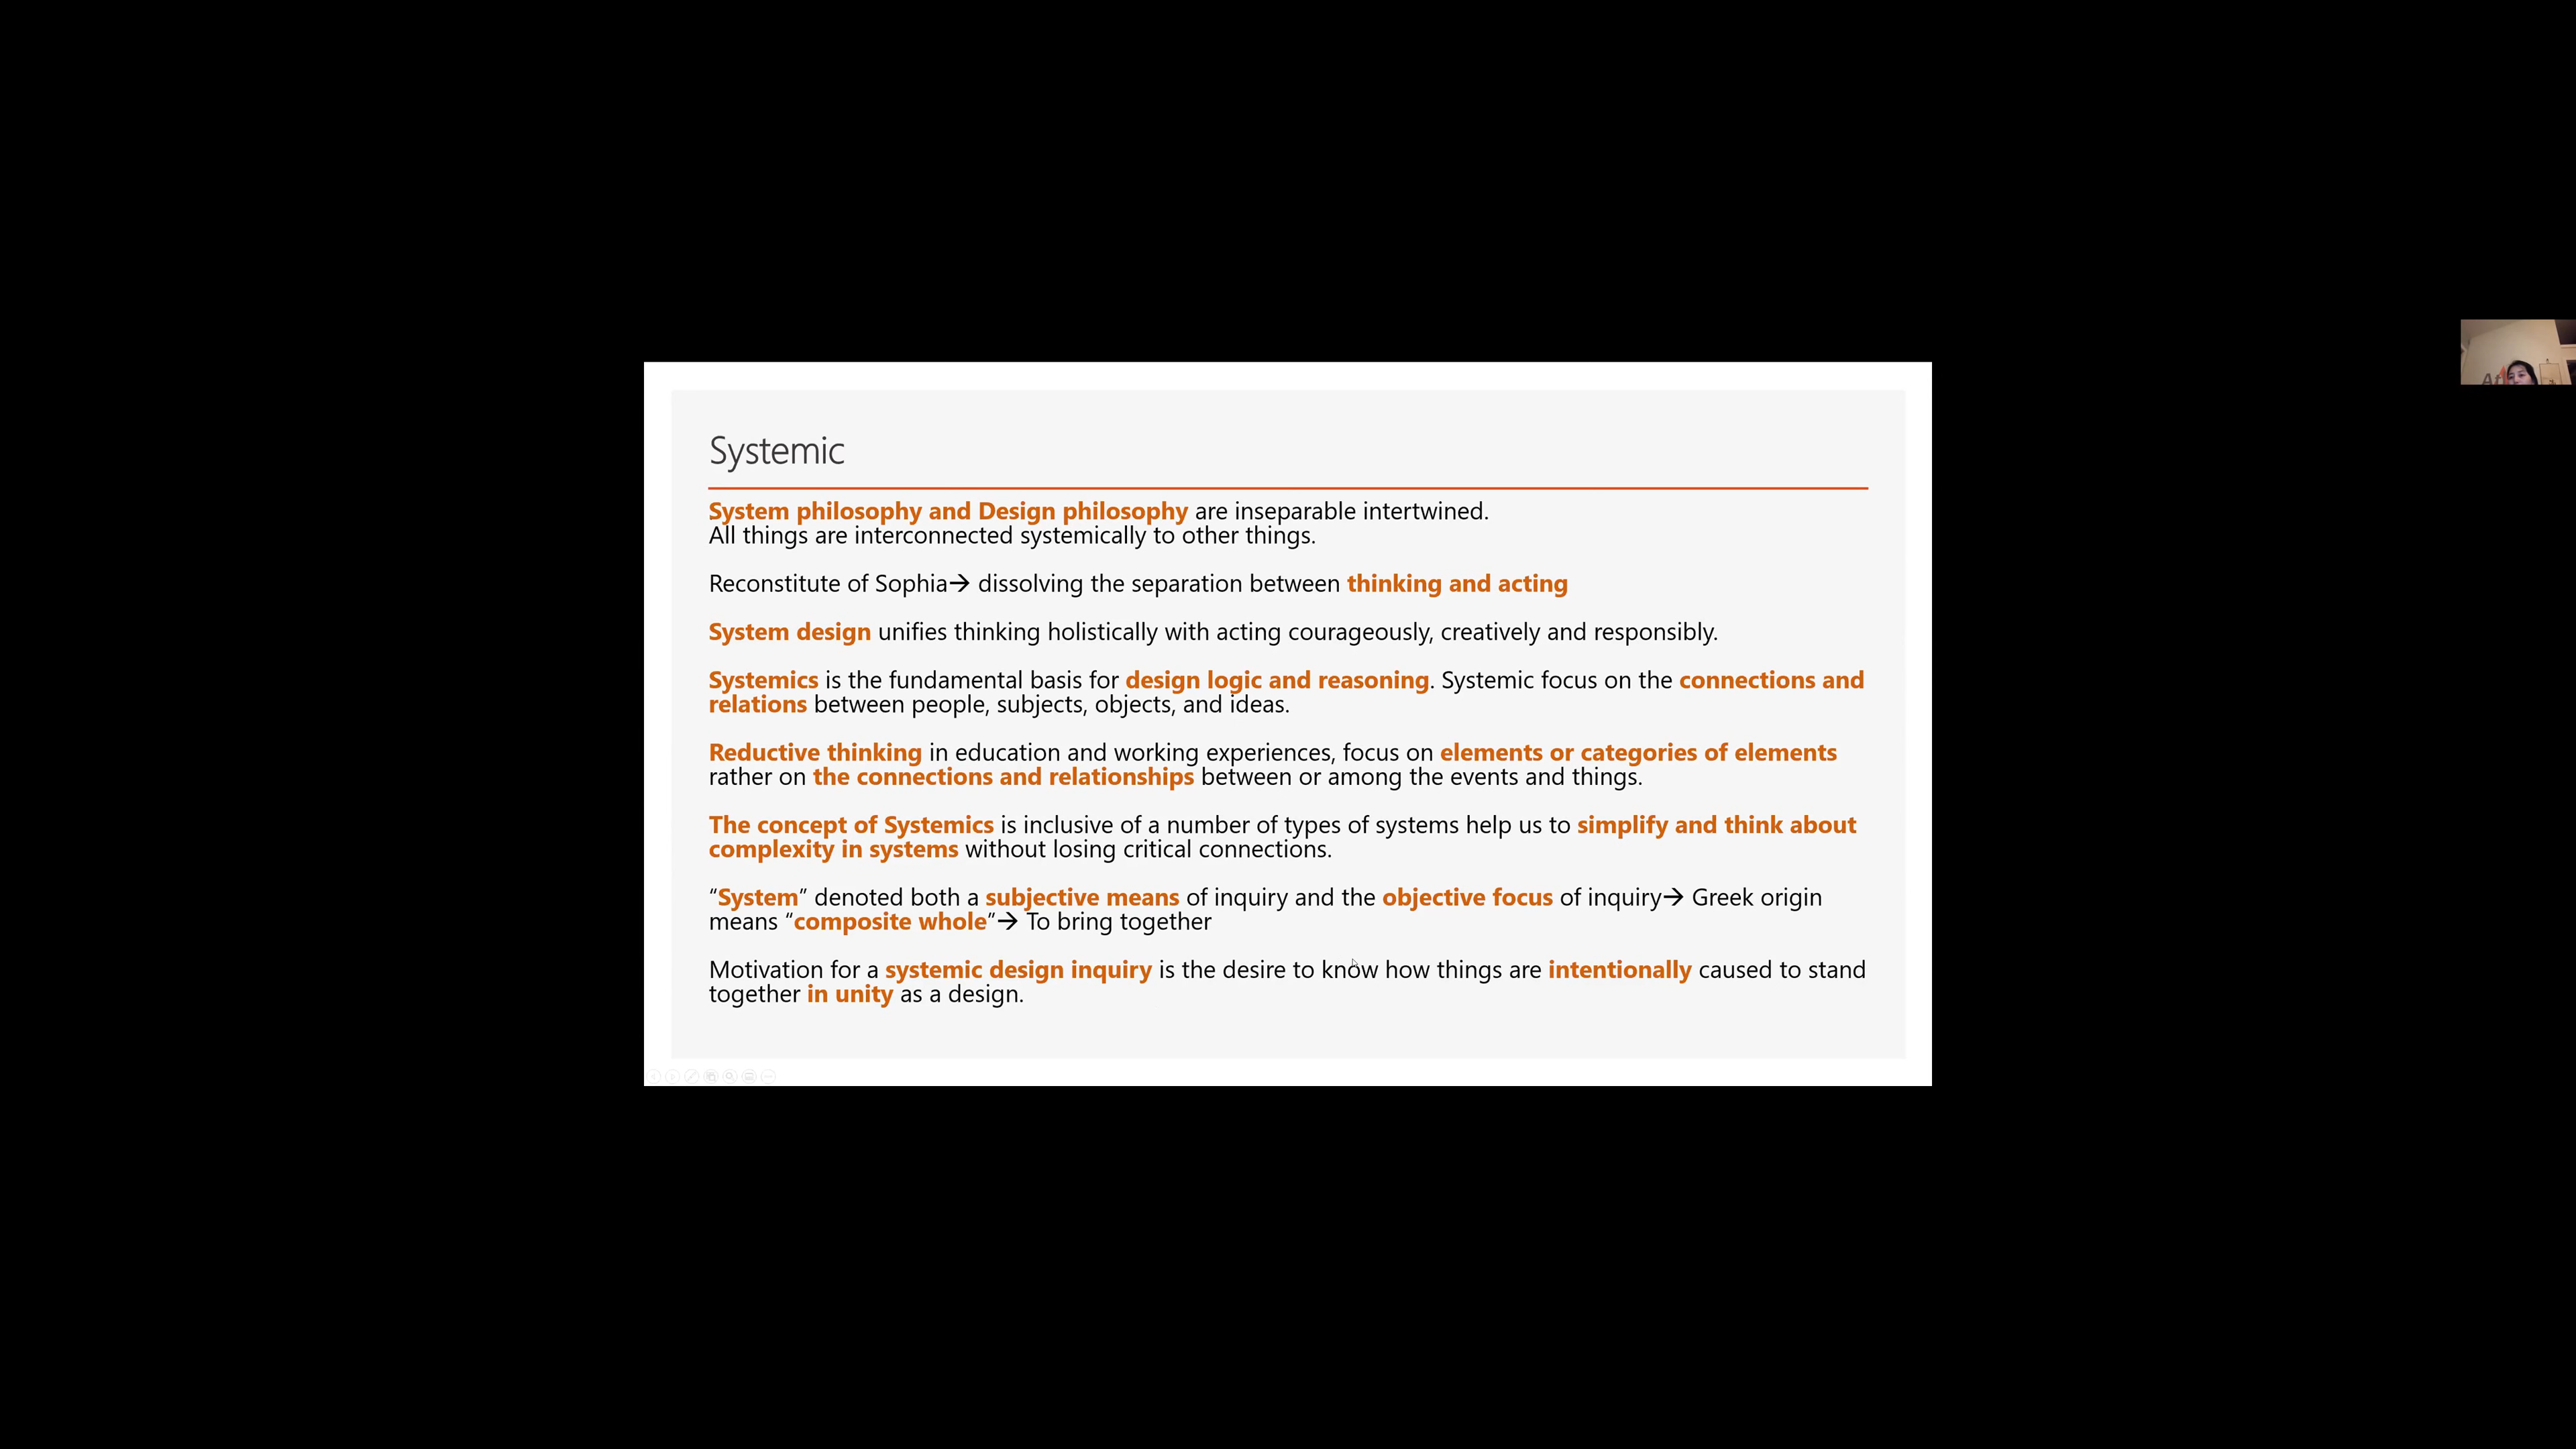 Systemic
System philosophy and Design philosophy are inseparable intertwined.
All things are interconnected systemically to other things.
Reconstitute of Sophia→ dissolving the separation between thinking and acting
System design unifies thinking holistically with acting courageously, creatively and responsibly.
Systemics is the fundamental basis for design logic and reasoning. Systemic focus on the connections and
relations between people, subjects, objects, and ideas.
Reductive thinking in education and working experiences, focus on elements or categories of elements
rather on the connections and relationships between or among the events and things.
The concept of Systemics is inclusive of a number of types of systems help us to simplify and think about
complexity in systems without losing critical connections.
“System” denoted both a subjective means of inquiry and the objective focus of inquiry→ Greek origin
means “composite whole”→ To bring together
Motivation for a systemic design inquiry is the desire to know how things are intentionally caused to stand
together in unity as a design.